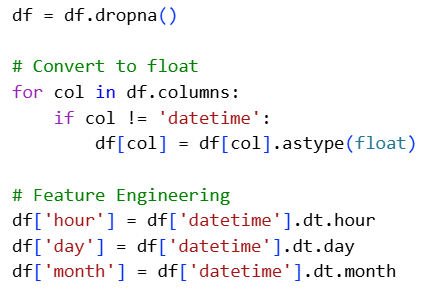 df = df.dropna()

# Convert to float
for col in df.columns:
    if col != 'datetime':
        df[col] = df[col].astype(float)

# Feature Engineering
df['hour'] = df['datetime'].dt.hour
df['day'] = df['datetime'].dt.day
df['month'] = df['datetime'].dt.month